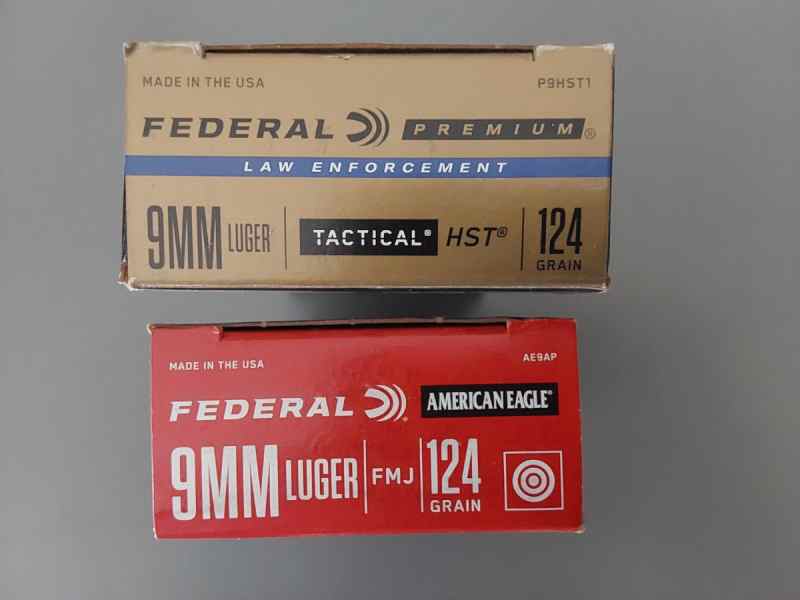 MADE IN THE USA P9HST1
FEDERAL PREMIUM®
LAW ENFORCEMENT
9MM LUGER TACTICAL® HST® 124 GRAIN
MADE IN THE USA AE9AP
FEDERAL AMERICAN EAGLE®
9MM LUGER FMJ 124 GRAIN